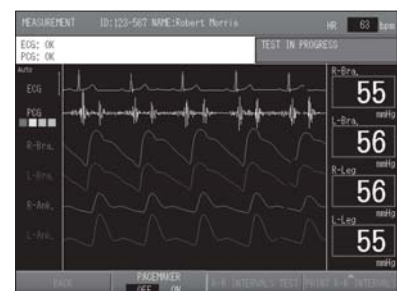 MEASUREMENT ID:123-567 NAME:Robert Morris HR 63 bpm
ECG: OK
PCG: OK
TEST IN PROGRESS
Auto
ECG
PCG
R-Bra.
L-Bra.
R-Ank.
L-Ank.
R-Bra.
55
mmHg
L-Bra.
56
mmHg
R-Leg
56
mmHg
L-Leg
55
mmHg
BACK
PACEMAKER
OFF ON
R-R INTERVALS TEST
PRINT R-R INTERVAL